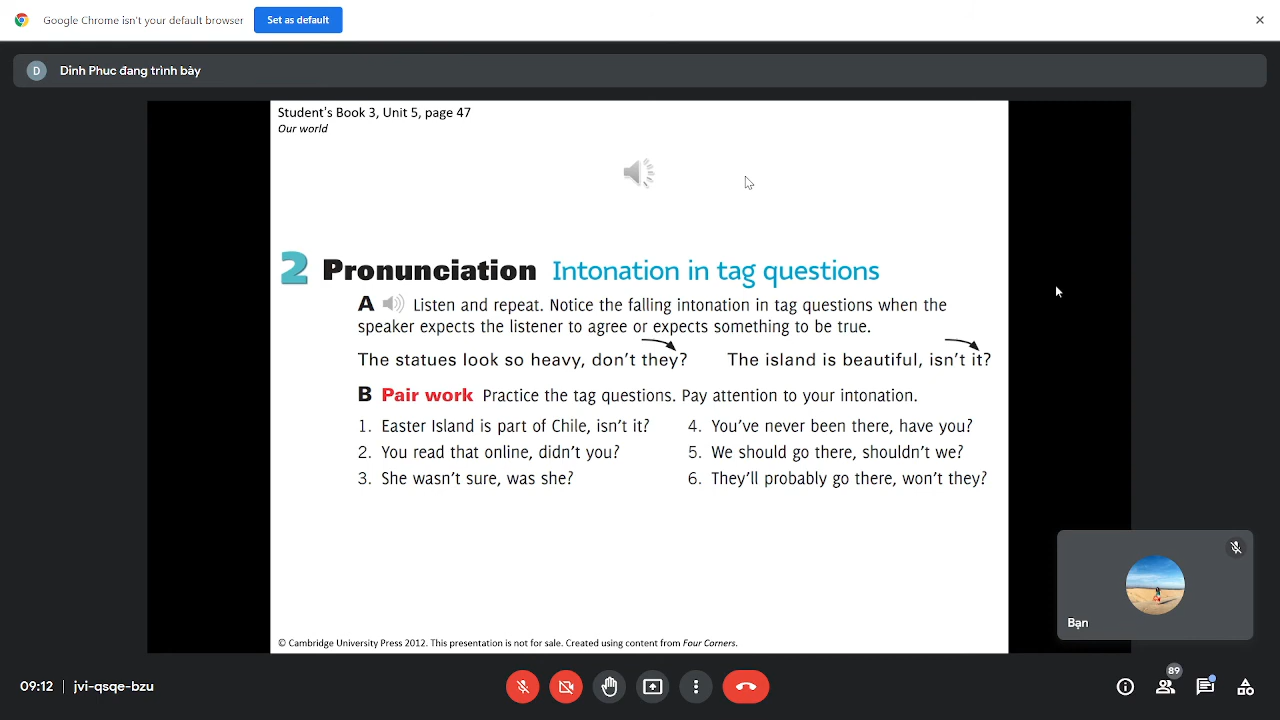 Google Chrome isn't your default browser
Set as default
D
Dinh Phuc đang trình bày
Student's Book 3, Unit 5, page 47
Our world
2 Pronunciation Intonation in tag questions
A Listen and repeat. Notice the falling intonation in tag questions when the
speaker expects the listener to agree or expects something to be true.
The statues look so heavy, don't they? The island is beautiful, isn't it?
B Pair work Practice the tag questions. Pay attention to your intonation.
1. Easter Island is part of Chile, isn't it? 4. You've never been there, have you?
2. You read that online, didn't you? 5. We should go there, shouldn't we?
3. She wasn't sure, was she? 6. They'll probably go there, won't they?
Bạn
© Cambridge University Press 2012. This presentation is not for sale. Created using content from Four Corners.
09:12 | jvi-qsqe-bzu
89